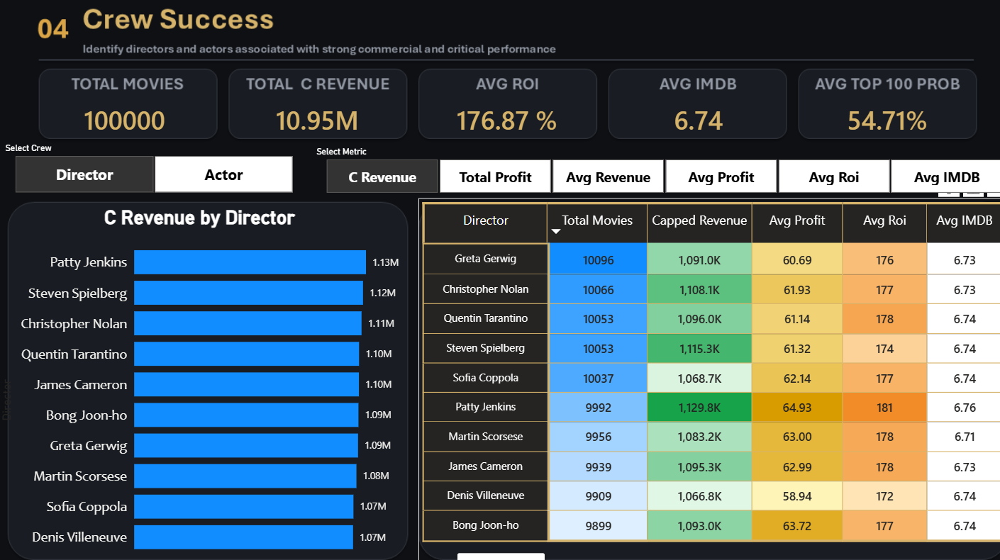 04
Crew Success
Identify directors and actors associated with strong commercial and critical performance
TOTAL MOVIES
100000
TOTAL C REVENUE
10.95M
AVG ROI
176.87 %
AVG IMDB
6.74
AVG TOP 100 PROB
54.71%
Select Crew
Director Actor
Select Metric
C Revenue Total Profit Avg Revenue Avg Profit Avg Roi Avg IMDB
C Revenue by Director
Director
Patty Jenkins 1.13M
Steven Spielberg 1.12M
Christopher Nolan 1.11M
Quentin Tarantino 1.10M
James Cameron 1.10M
Bong Joon-ho 1.09M
Greta Gerwig 1.09M
Martin Scorsese 1.08M
Sofia Coppola 1.07M
Denis Villeneuve 1.07M
Director Total Movies Capped Revenue Avg Profit Avg Roi Avg IMDB
Greta Gerwig 10096 1,091.0K 60.69 176 6.73
Christopher Nolan 10066 1,108.1K 61.93 177 6.73
Quentin Tarantino 10053 1,096.0K 61.14 178 6.74
Steven Spielberg 10053 1,115.3K 61.32 174 6.74
Sofia Coppola 10037 1,068.7K 62.14 177 6.74
Patty Jenkins 9992 1,129.8K 64.93 181 6.76
Martin Scorsese 9956 1,083.2K 63.00 178 6.71
James Cameron 9939 1,095.3K 62.99 178 6.73
Denis Villeneuve 9909 1,066.8K 58.94 172 6.74
Bong Joon-ho 9899 1,093.0K 63.72 177 6.74